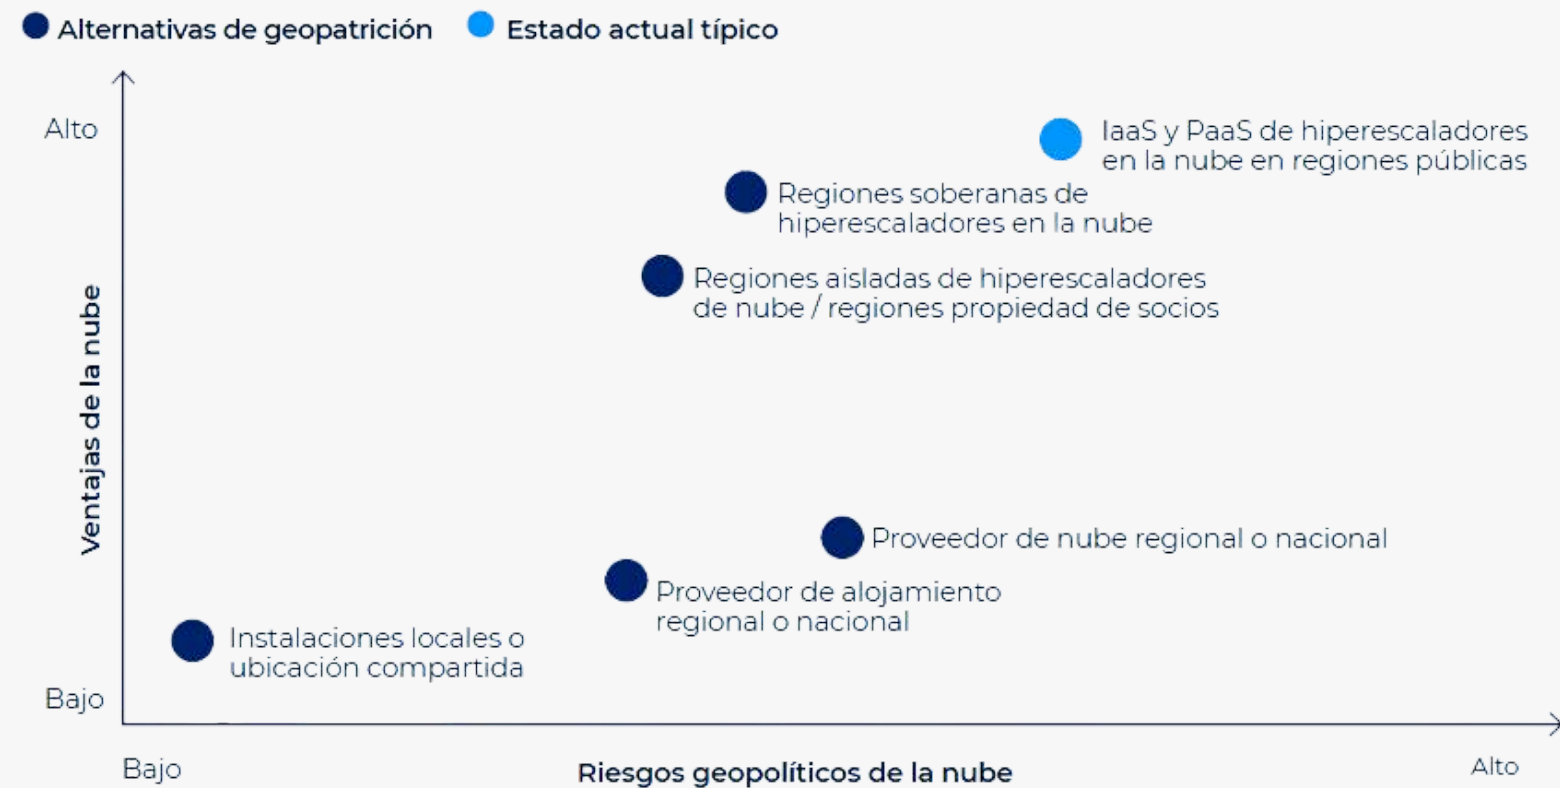 Alternativas de geopatrición
Estado actual típico
Alto
IaaS y PaaS de hiperescaladores
en la nube en regiones públicas
Regiones soberanas de
hiperescaladores en la nube
Regiones aisladas de hiperescaladores
de nube / regiones propiedad de socios
Ventajas de la nube
Proveedor de nube regional o nacional
Proveedor de alojamiento
regional o nacional
Instalaciones locales o
ubicación compartida
Bajo
Bajo
Riesgos geopolíticos de la nube
Alto